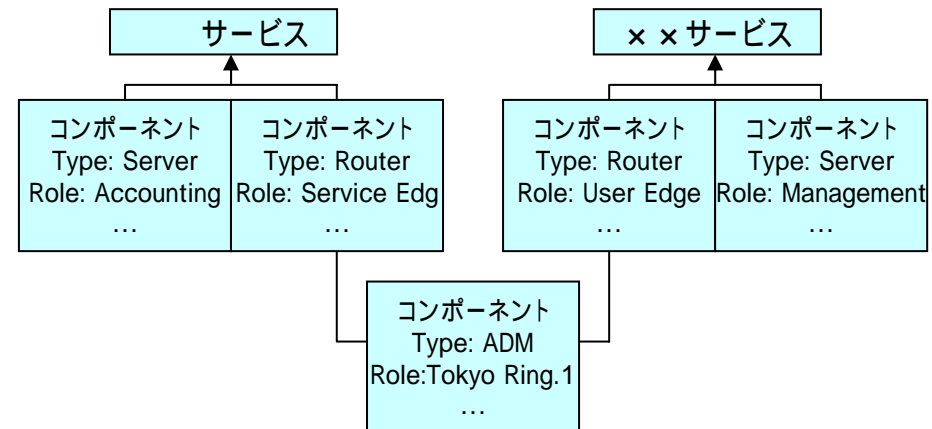 サービス
××サービス
コンポーネント
Type: Server
Role: Accounting
...
コンポーネント
Type: Router
Role: Service Edg
...
コンポーネント
Type: Router
Role: User Edge
...
コンポーネント
Type: Server
Role: Management
...
コンポーネント
Type: ADM
Role:Tokyo Ring.1
...